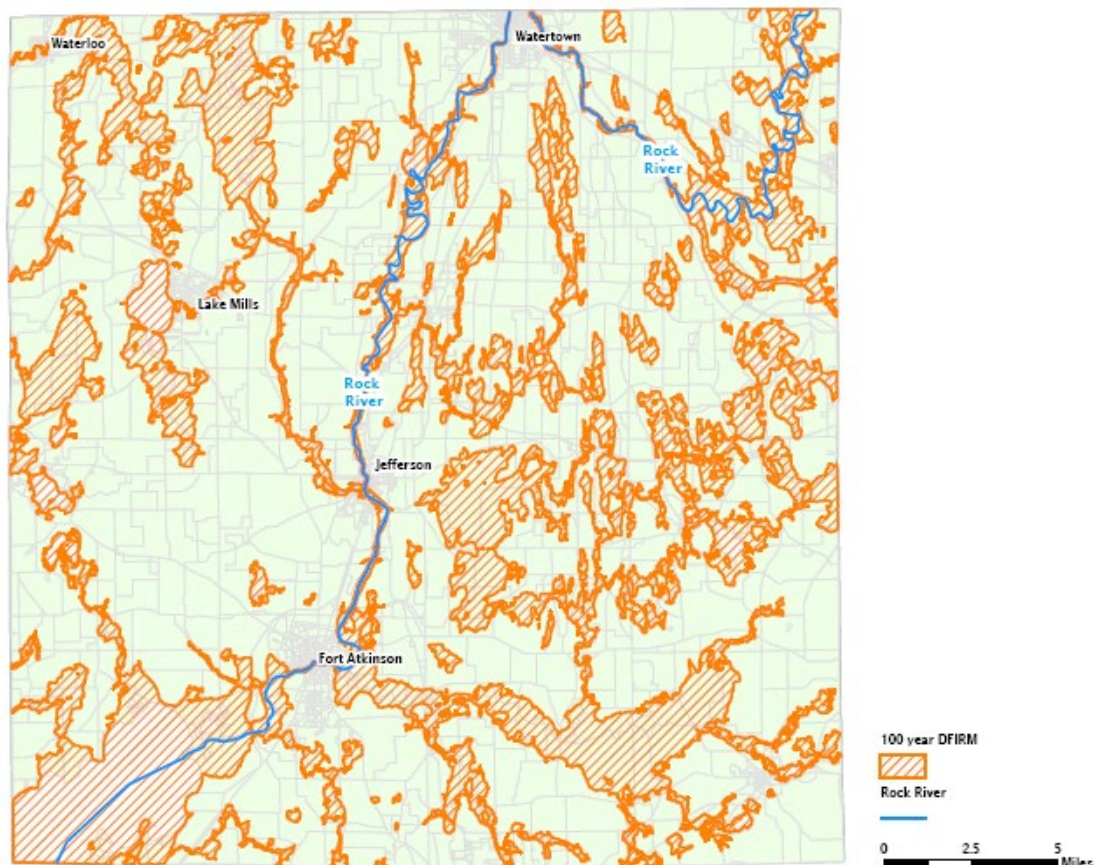 Waterloo
Watertown
Rock
River
Lake Mills
Rock
River
Jefferson
Fort Atkinson
100 year DFIRM
Rock River
0 2.5 5
Miles